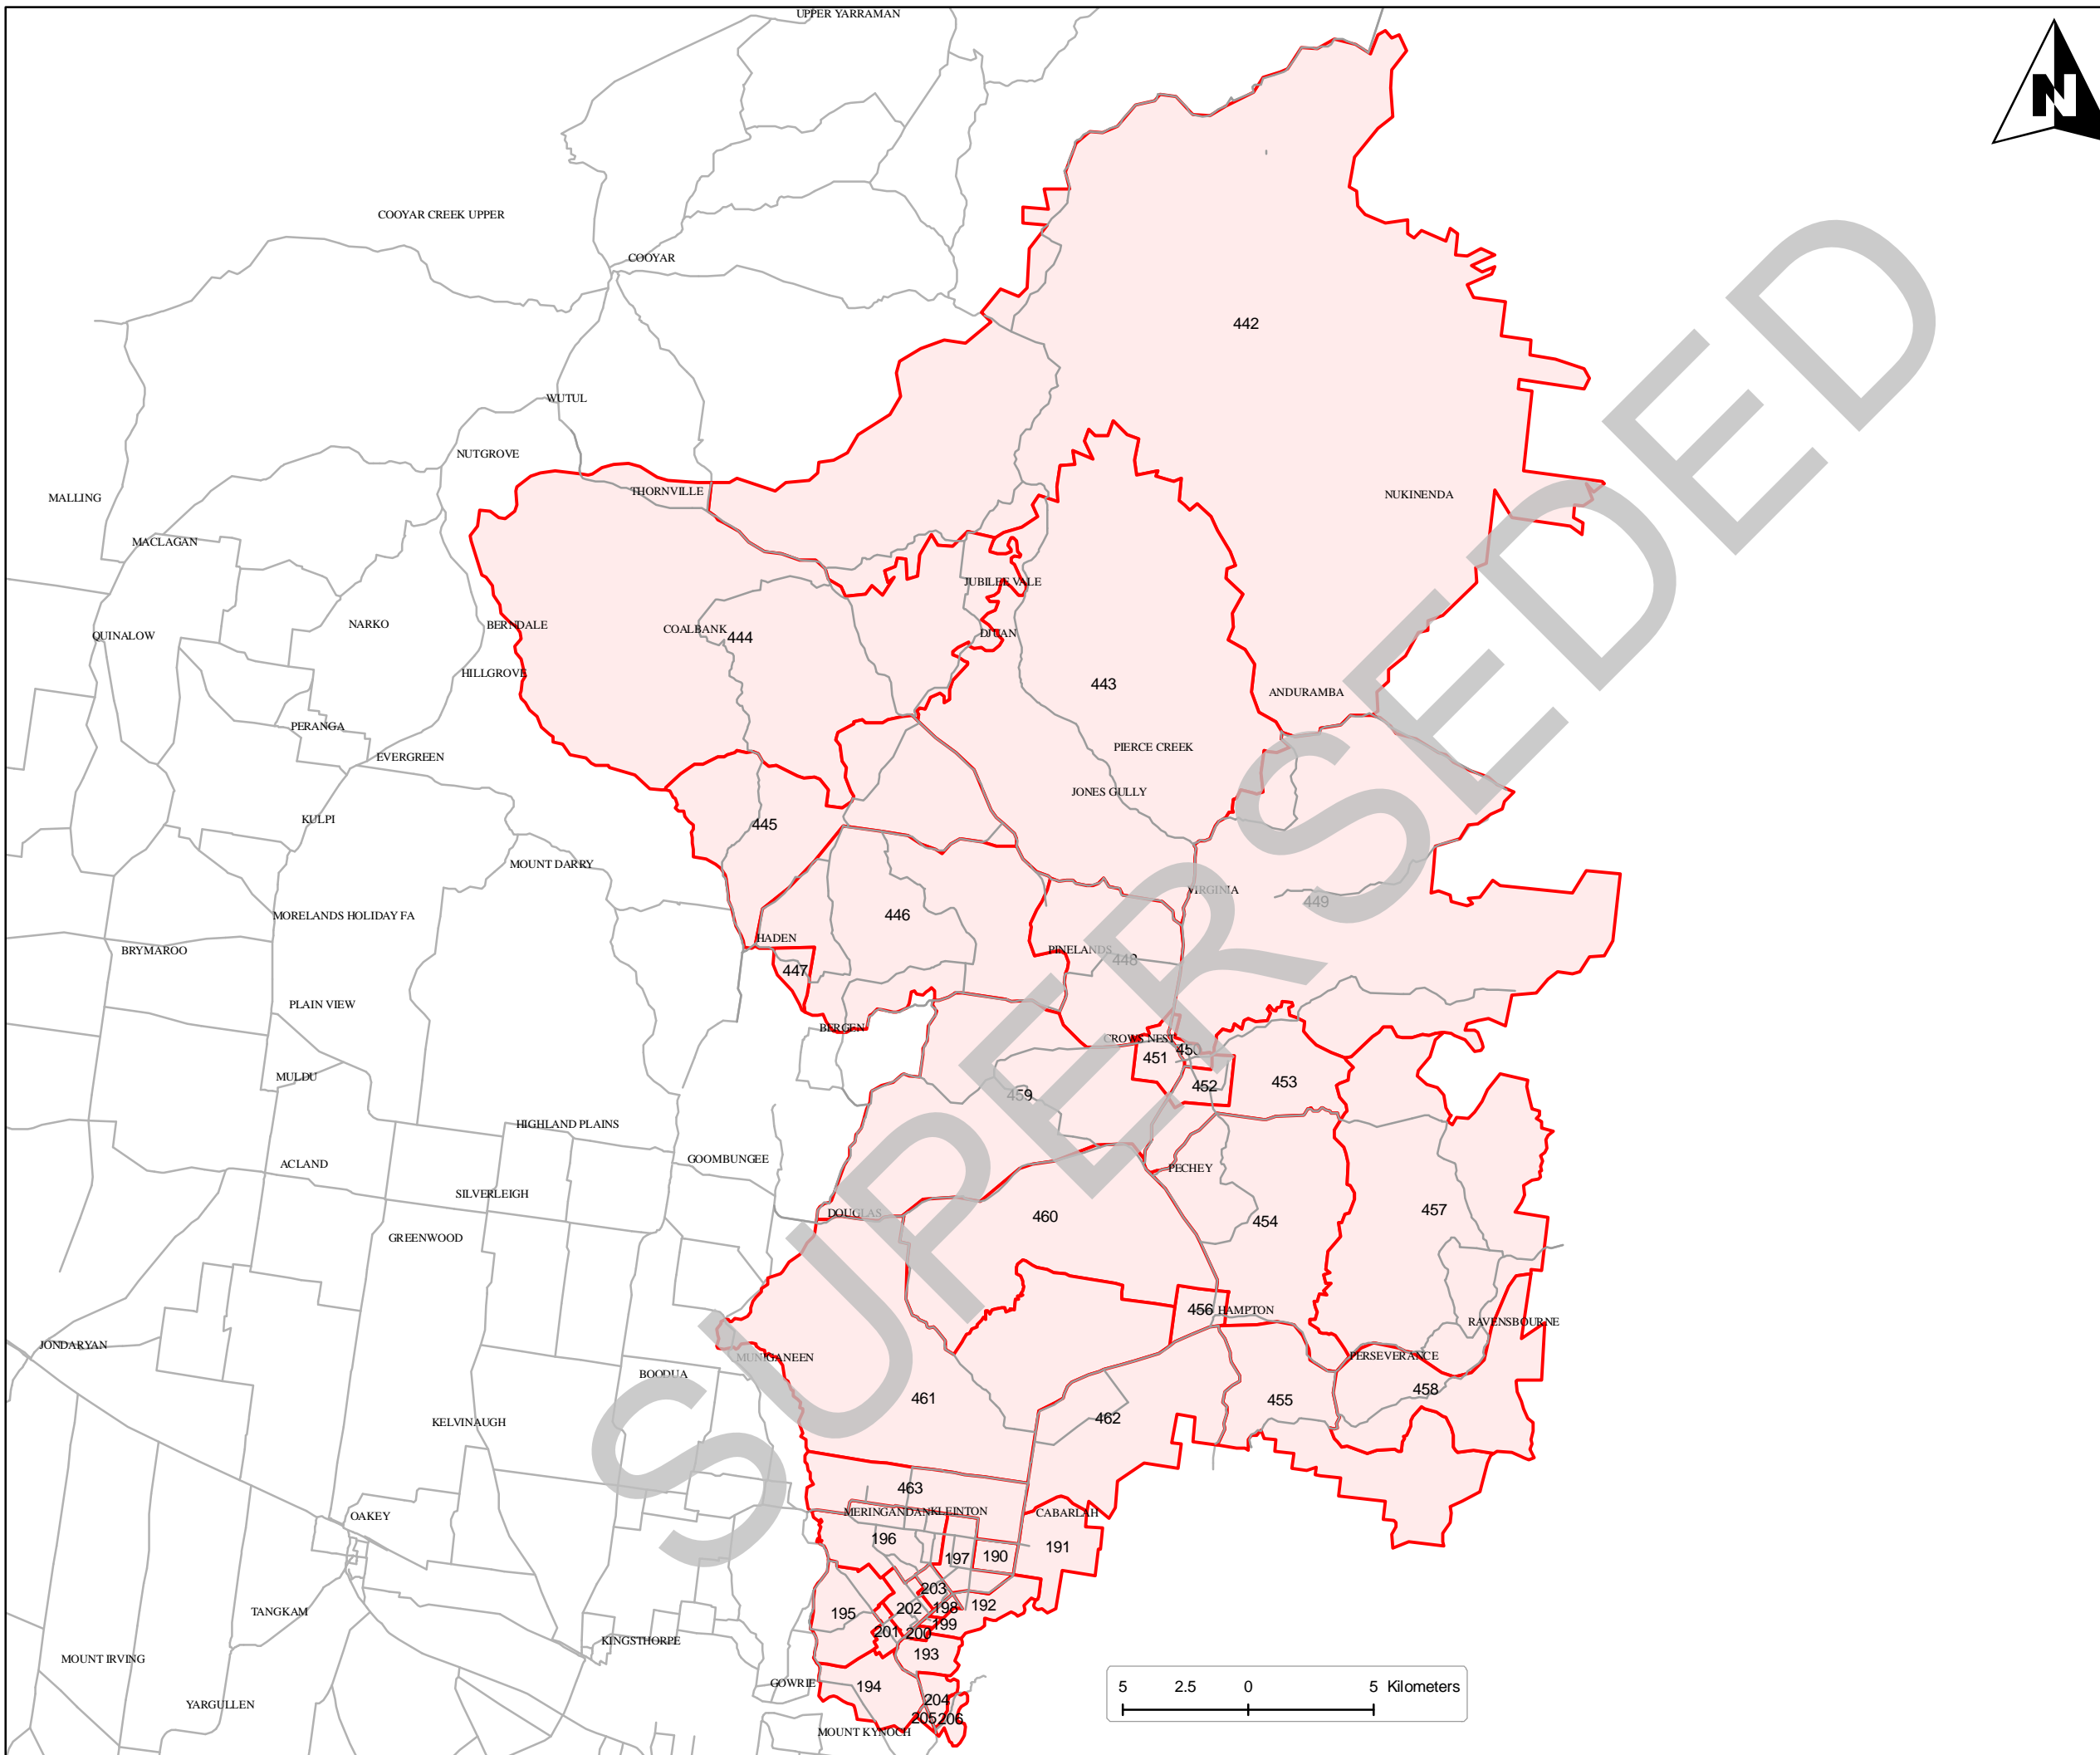 UPPER YARRAMAN
N
COOYAR CREEK UPPER
COOYAR
442
WUTUL
NUTGROVE
THORNVILLE
MALLING
NUKINENDA
MACLAGAN
JUBILEE VALE
NARKO
BERNDALE
COALBANK
444
DJUAN
QUINALOW
HILLGROVE
443
ANDURAMBA
PERANGA
PIERCE CREEK
EVERGREEN
JONES GULLY
KULPI
445
MOUNT DARRY
VIRGINIA
449
MORELANDS HOLIDAY FA
446
HADEN
BRYMAROO
PINELANDS
448
447
PLAIN VIEW
BERGEN
CROWS NEST
450
451
MULDU
452
453
459
HIGHLAND PLAINS
GOOMBUNGEE
ACLAND
PECHEY
SILVERLEIGH
DOUGLAS
460
454
457
GREENWOOD
456
HAMPTON
RAVENSBOURNE
JONDARYAN
MUNIGANEEN
PERSEVERANCE
BOODUA
458
461
455
KELVINAUGH
462
463
OAKEY
MERINGANDAN
KLEINTON
CABARLAH
196
191
197
190
203
TANGKAM
195
202
198
192
199
201
200
KINGSTHORPE
193
MOUNT IRVING
GOWRIE
194
YARGULLEN
204
205
206
MOUNT KYNOCH
5 2.5 0 5 Kilometers
SUPERSEDED